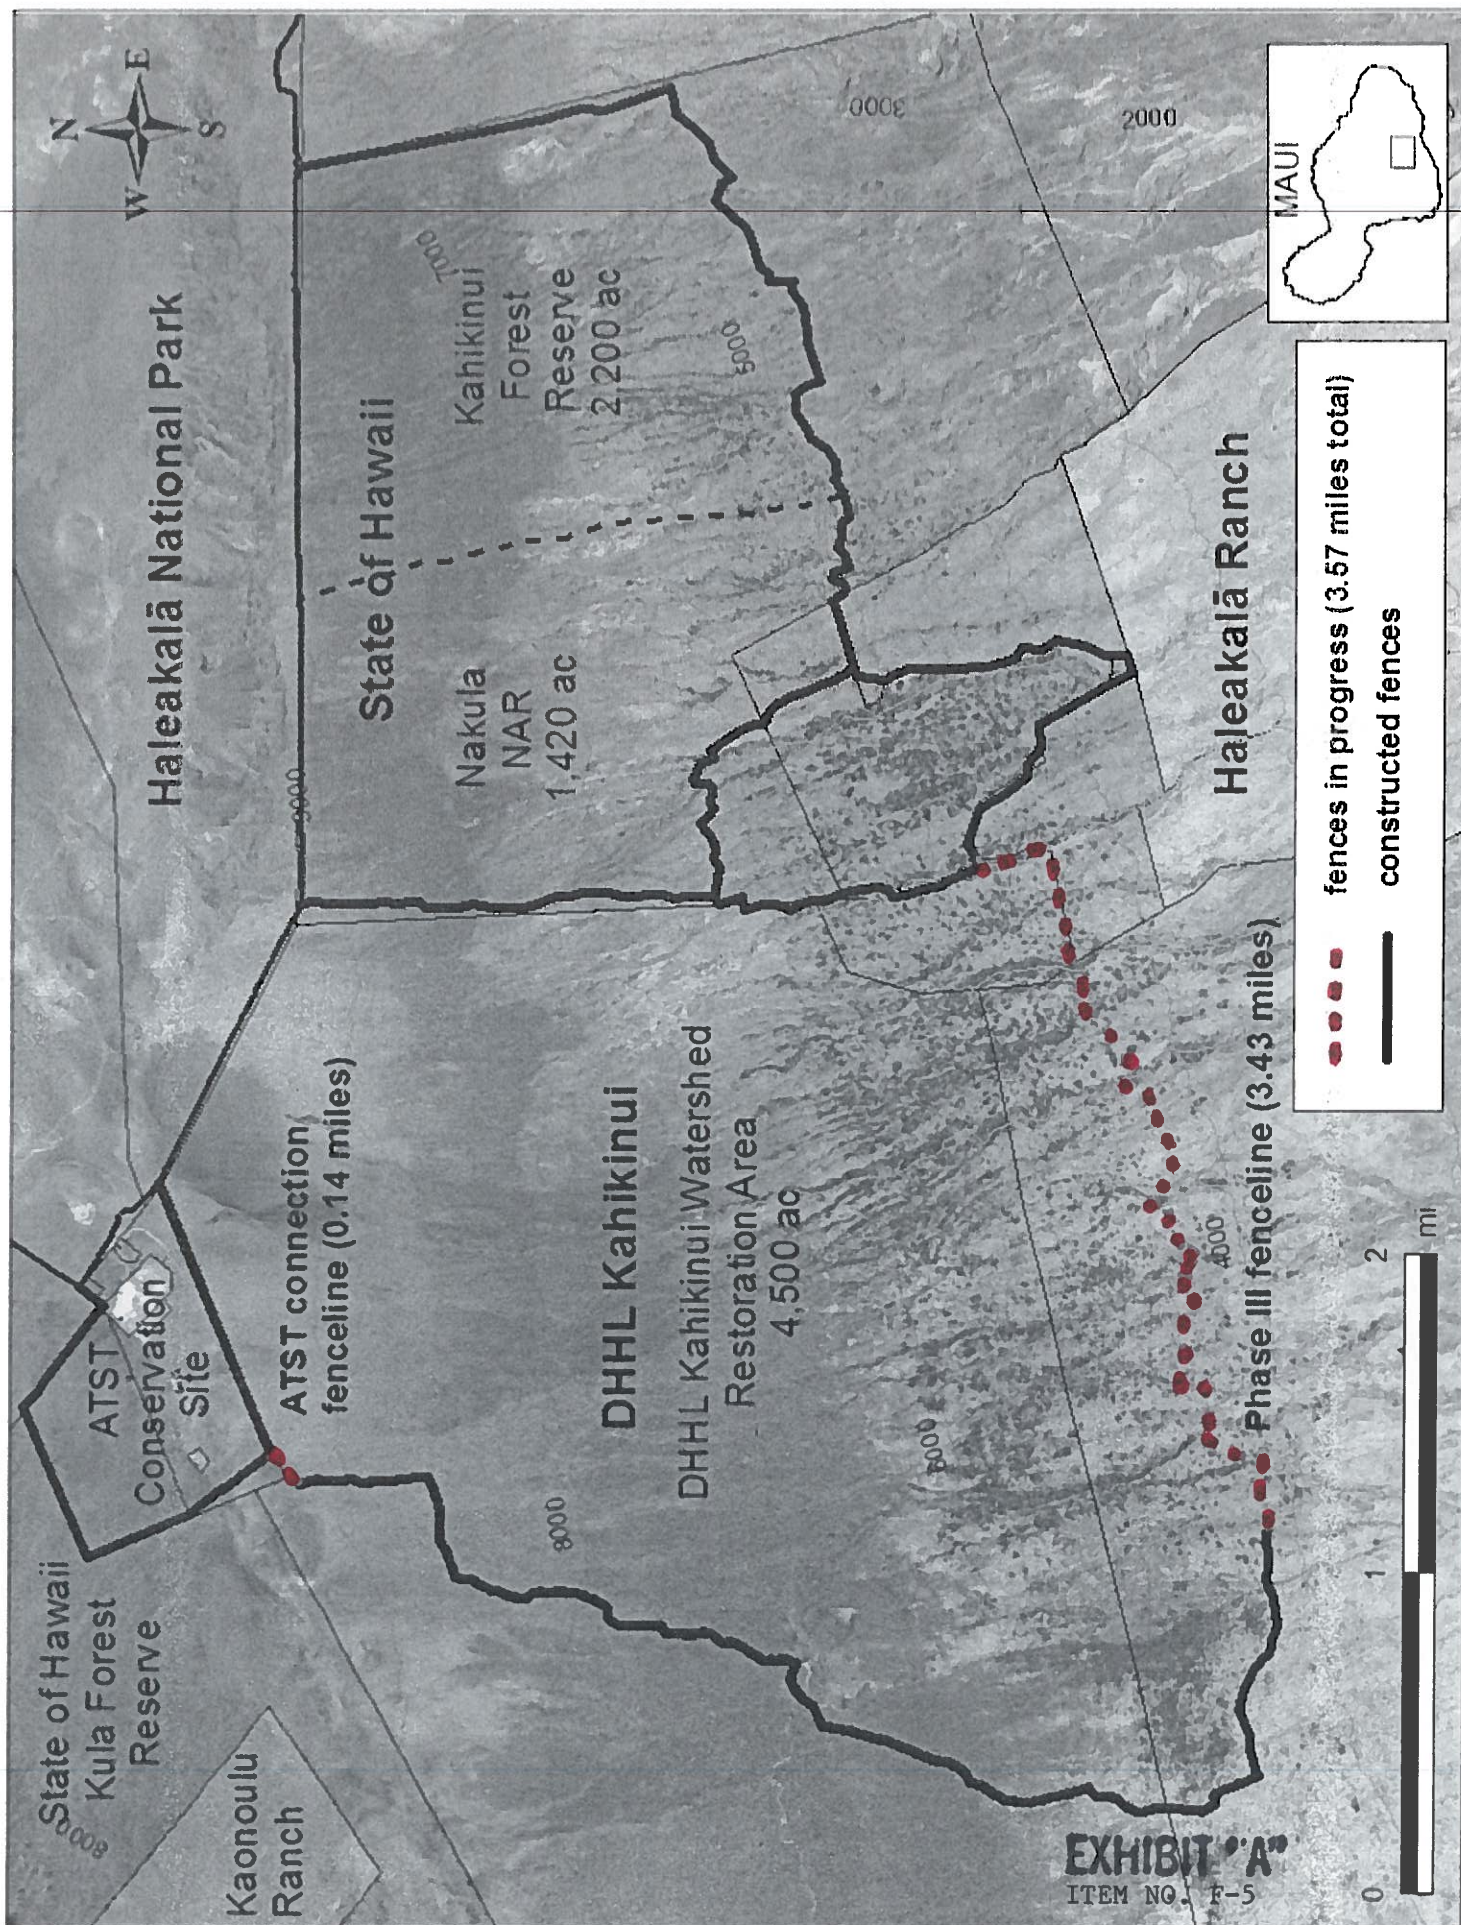 State of Hawaii
Kula Forest
Reserve
8000
Kaonoulu
Ranch
ATST
Conservation
Site
ATST connection
fenceline (0.14 miles)
Haleakalā National Park
N
W
E
S
9000
State of Hawaii
Nakula
NAR
1,420 ac
7000
Kahikinui
Forest
Reserve
2,200 ac
5000
3000
2000
8000
DHHL Kahikinui
DHHL Kahikinui Watershed
Restoration Area
4,500 ac
6000
4000
Phase III fenceline (3.43 miles)
Haleakalā Ranch
MAUI
fences in progress (3.57 miles total)
constructed fences
0
1
2
mi
EXHIBIT "A"
ITEM NO. F-5